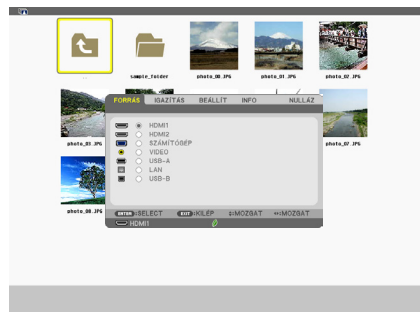 ..
sample_folder
photo_00.JPG
photo_01.JPG
photo_02.JPG
FORRÁS IGAZÍTÁS BEÁLLÍT INFO NULLÁZ
HDMI1
HDMI2
SZÁMÍTÓGÉP
VIDEO
USB-A
LAN
USB-B
photo_03.JPG
photo_07.JPG
photo_08.JPG
ENTER :SELECT EXIT :KILÉP :MOZGAT :MOZGAT
HDMI1